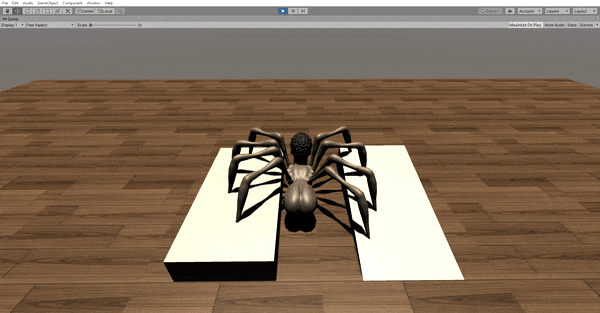 File Edit Assets GameObject Component Window Help
Center Local
Collab Account Layers Layout
Game
Display 1 Free Aspect Scale 1x Maximize On Play Mute Audio Stats Gizmos